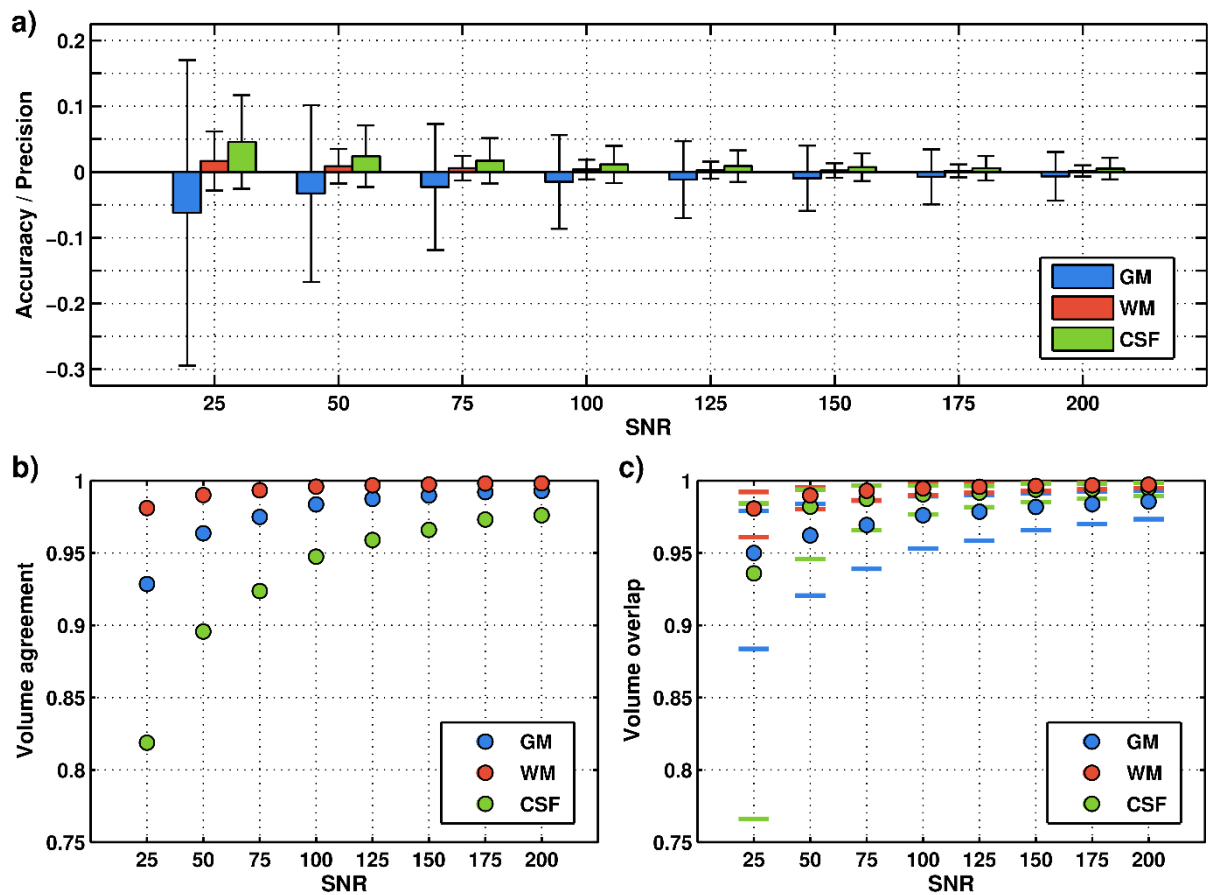 a)
Accuraacy / Precision
0.2
0.1
0
−0.1
−0.2
−0.3
25 50 75 100 125 150 175 200
SNR
GM
WM
CSF
b)
Volume agreement
1
0.95
0.9
0.85
0.8
0.75
25 50 75 100 125 150 175 200
SNR
GM
WM
CSF
c)
Volume overlap
1
0.95
0.9
0.85
0.8
0.75
25 50 75 100 125 150 175 200
SNR
GM
WM
CSF